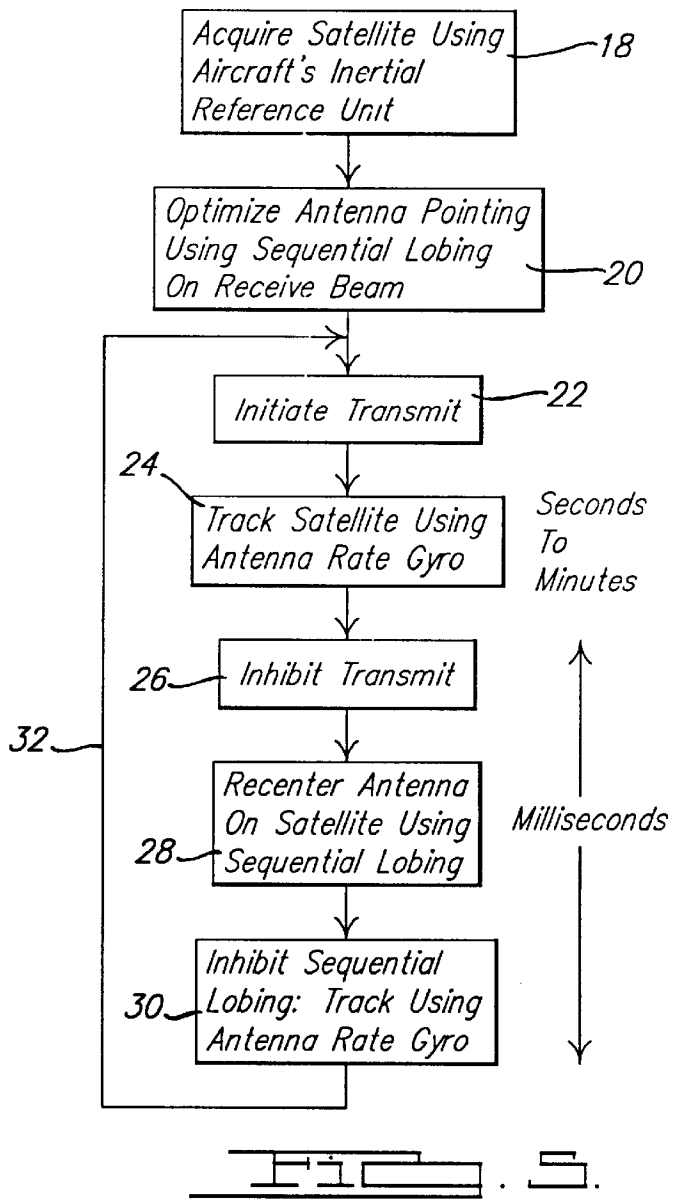 Acquire Satellite Using
Aircraft's Inertial
Reference Unit
18
Optimize Antenna Pointing
Using Sequential Lobing
On Receive Beam
20
Initiate Transmit
22
24
Track Satellite Using
Antenna Rate Gyro
Seconds
To
Minutes
26
Inhibit Transmit
32
Recenter Antenna
On Satellite Using
Sequential Lobing
28
Milliseconds
Inhibit Sequential
Lobing: Track Using
Antenna Rate Gyro
30
Fig. 5.